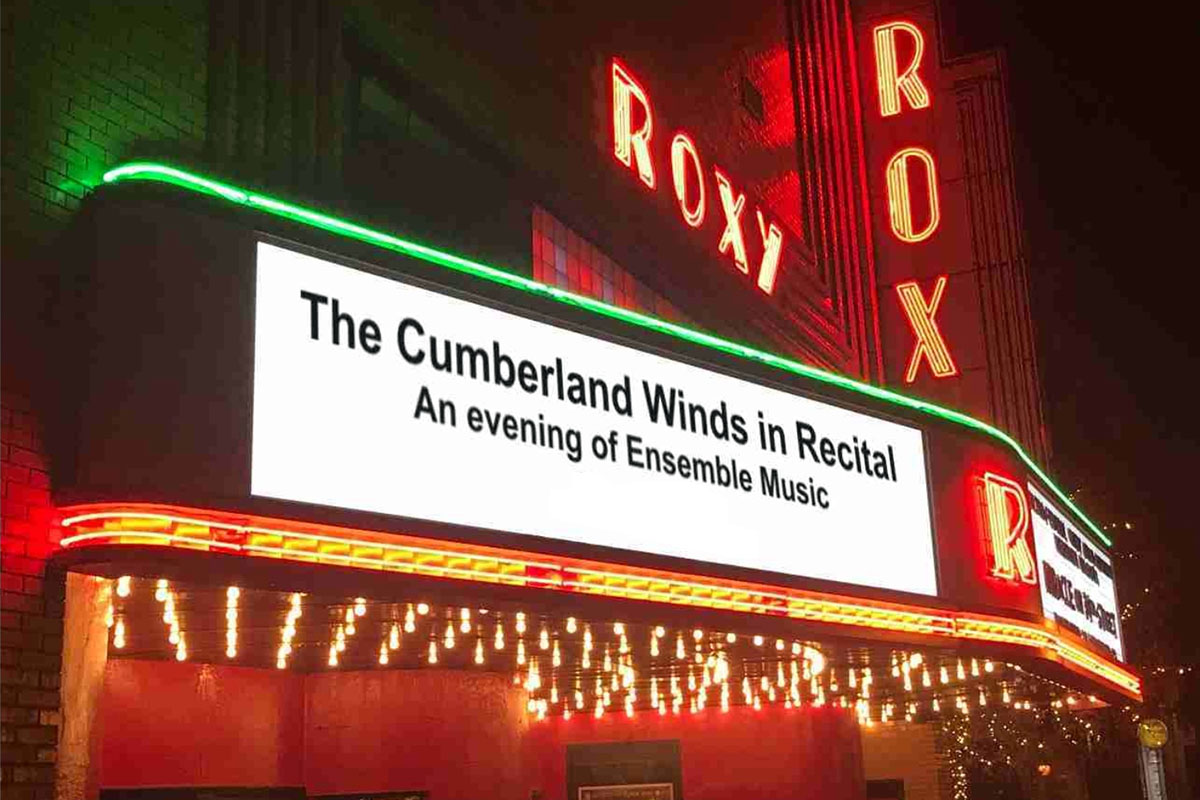 ROXY
ROX
The Cumberland Winds in Recital
An evening of Ensemble Music
R